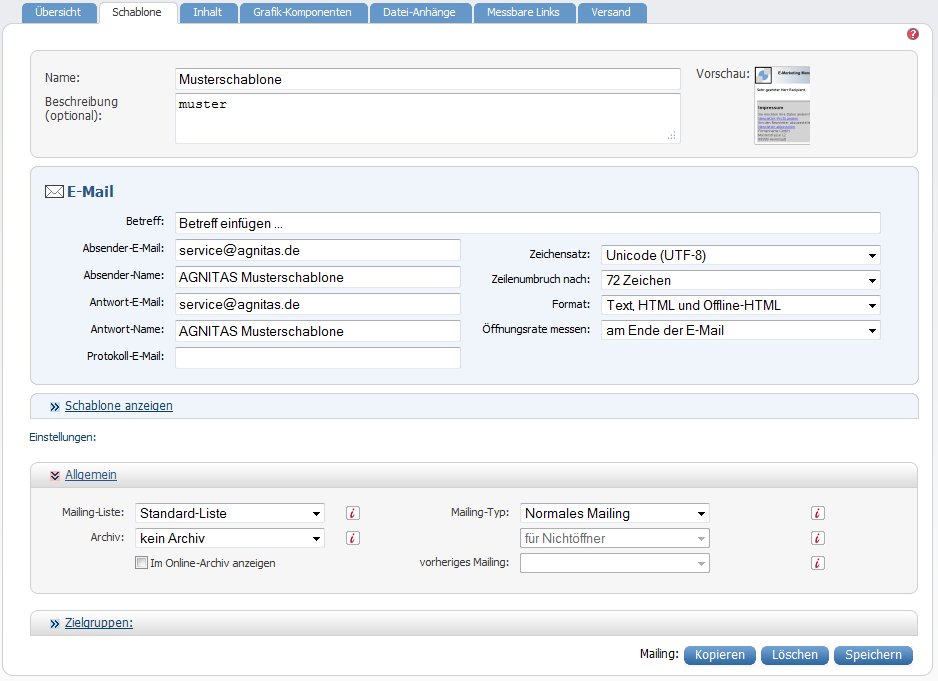 Übersicht Schablone Inhalt Grafik-Komponenten Datei-Anhänge Messbare Links Versand
Name: Musterschablone Vorschau:
Beschreibung (optional): muster
E-Mail
Betreff: Betreff einfügen ...
Absender-E-Mail: service@agnitas.de
Absender-Name: AGNITAS Musterschablone
Antwort-E-Mail: service@agnitas.de
Antwort-Name: AGNITAS Musterschablone
Protokoll-E-Mail:
Zeichensatz: Unicode (UTF-8)
Zeilenumbruch nach: 72 Zeichen
Format: Text, HTML und Offline-HTML
Öffnungsrate messen: am Ende der E-Mail
Schablone anzeigen
Einstellungen:
Allgemein
Mailing-Liste: Standard-Liste
Archiv: kein Archiv
Im Online-Archiv anzeigen
Mailing-Typ: Normales Mailing
für Nichtöffner
vorheriges Mailing:
Zielgruppen:
Mailing: Kopieren Löschen Speichern